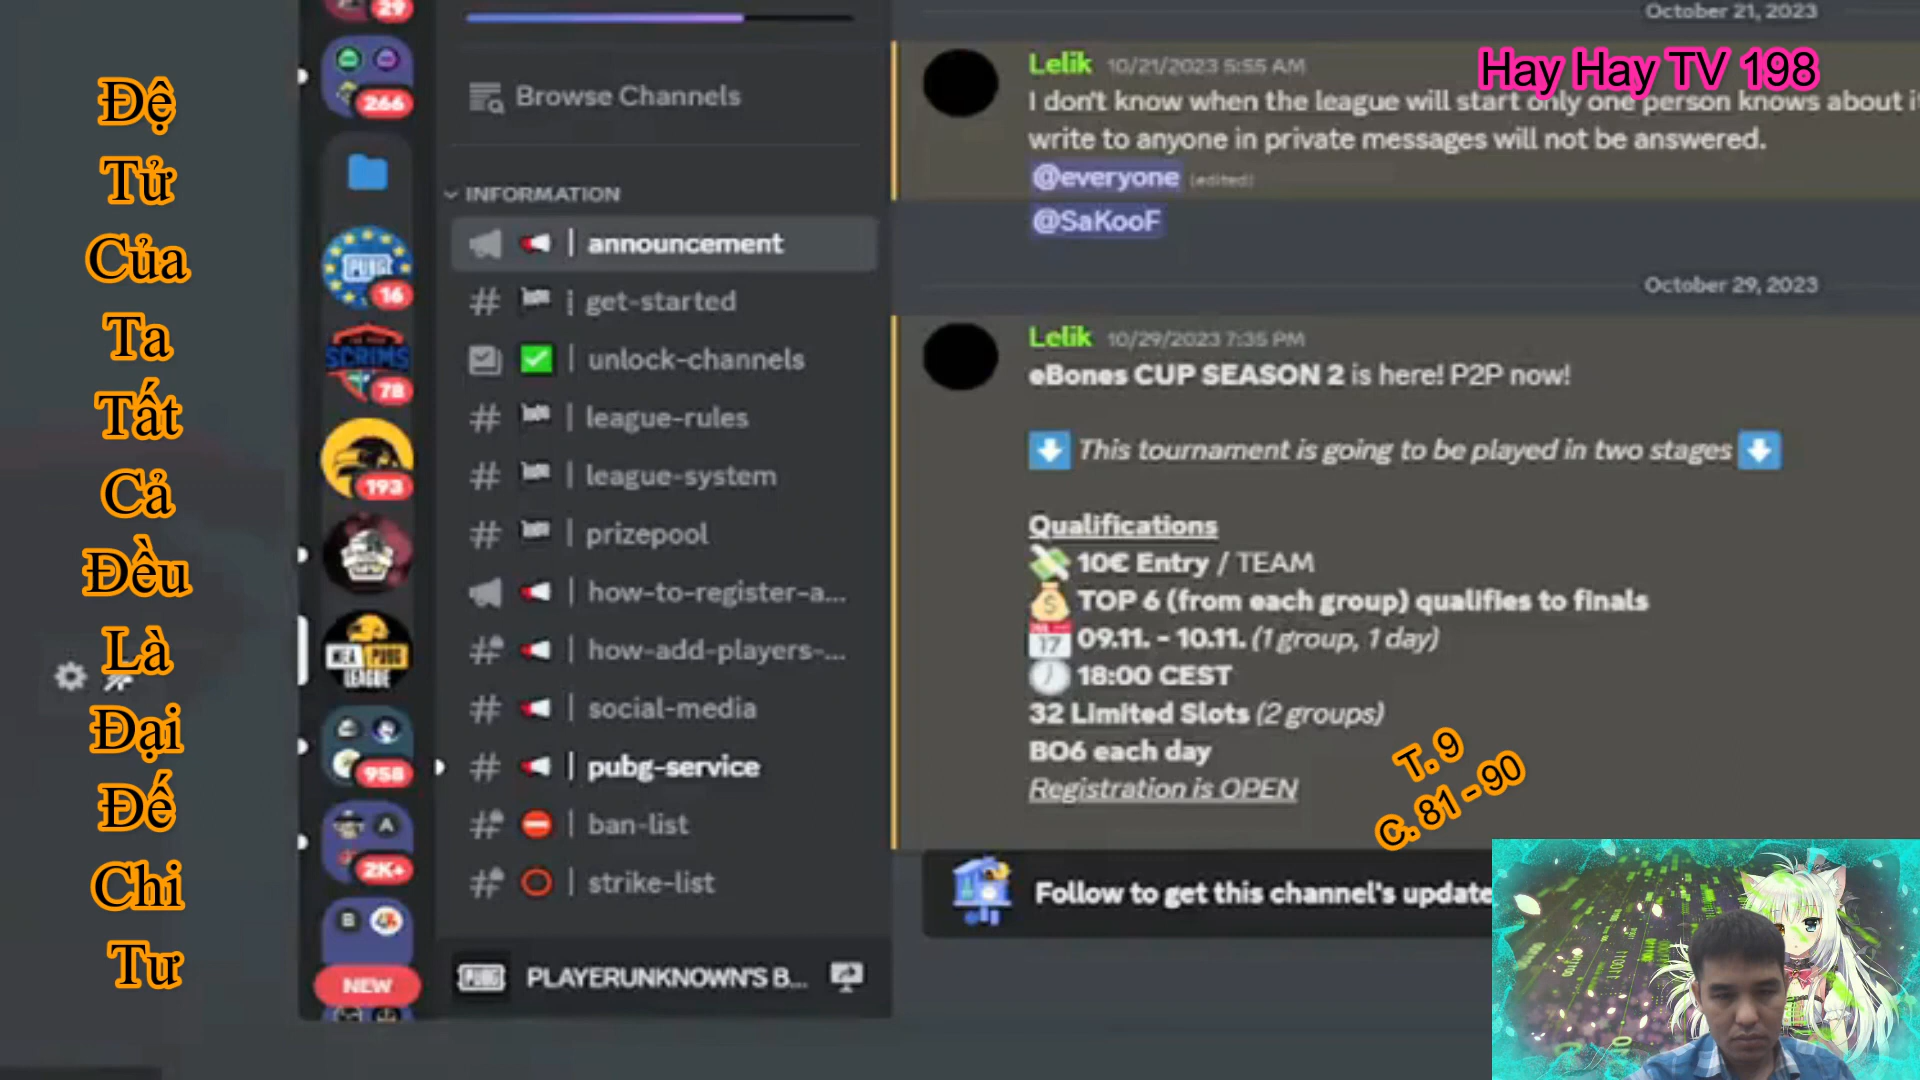 Đệ
Tử
Của
Ta
Tất
Cả
Đều
Là
Đại
Đế
Chi
Tư
29
266
16
SCRIMS
78
193
LEAGUE
958
A
2K+
B
NEW
Browse Channels
INFORMATION
| announcement
# | get-started
| unlock-channels
# | league-rules
# | league-system
# | prizepool
| how-to-register-a...
# | how-add-players-...
# | social-media
# | pubg-service
# | ban-list
# | strike-list
PUBG PLAYERUNKNOWN'S B...
October 21, 2023
Hay Hay TV 198
Lelik 10/21/2023 5:55 AM
I don't know when the league will start only one person knows about
write to anyone in private messages will not be answered.
@everyone (edited)
@SaKooF
October 29, 2023
Lelik 10/29/2023 7:35 PM
eBones CUP SEASON 2 is here! P2P now!
This tournament is going to be played in two stages
Qualifications
10€ Entry / TEAM
TOP 6 (from each group) qualifies to finals
17 09.11. - 10.11. (1 group, 1 day)
18:00 CEST
32 Limited Slots (2 groups)
BO6 each day
Registration is OPEN
T. 9
C. 81 - 90
Follow to get this channel's update